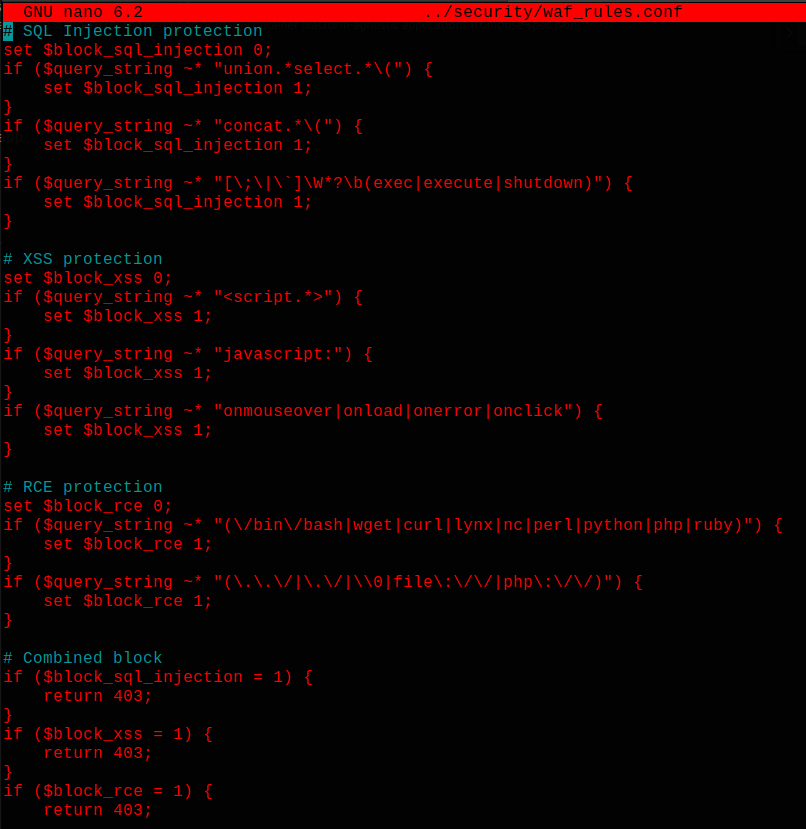 GNU nano 6.2 ../security/waf_rules.conf
# SQL Injection protection
set $block_sql_injection 0;
if ($query_string ~* "union.*select.*\(") {
    set $block_sql_injection 1;
}
if ($query_string ~* "concat.*\(") {
    set $block_sql_injection 1;
}
if ($query_string ~* "[\;\|\`]\W*?\b(exec|execute|shutdown)") {
    set $block_sql_injection 1;
}

# XSS protection
set $block_xss 0;
if ($query_string ~* "<script.*>") {
    set $block_xss 1;
}
if ($query_string ~* "javascript:") {
    set $block_xss 1;
}
if ($query_string ~* "onmouseover|onload|onerror|onclick") {
    set $block_xss 1;
}

# RCE protection
set $block_rce 0;
if ($query_string ~* "(\/bin\/bash|wget|curl|lynx|nc|perl|python|php|ruby)") {
    set $block_rce 1;
}
if ($query_string ~* "(\.\.\/|\.\/|\\0|file\:\/\/|php\:\/\/)") {
    set $block_rce 1;
}

# Combined block
if ($block_sql_injection = 1) {
    return 403;
}
if ($block_xss = 1) {
    return 403;
}
if ($block_rce = 1) {
    return 403;